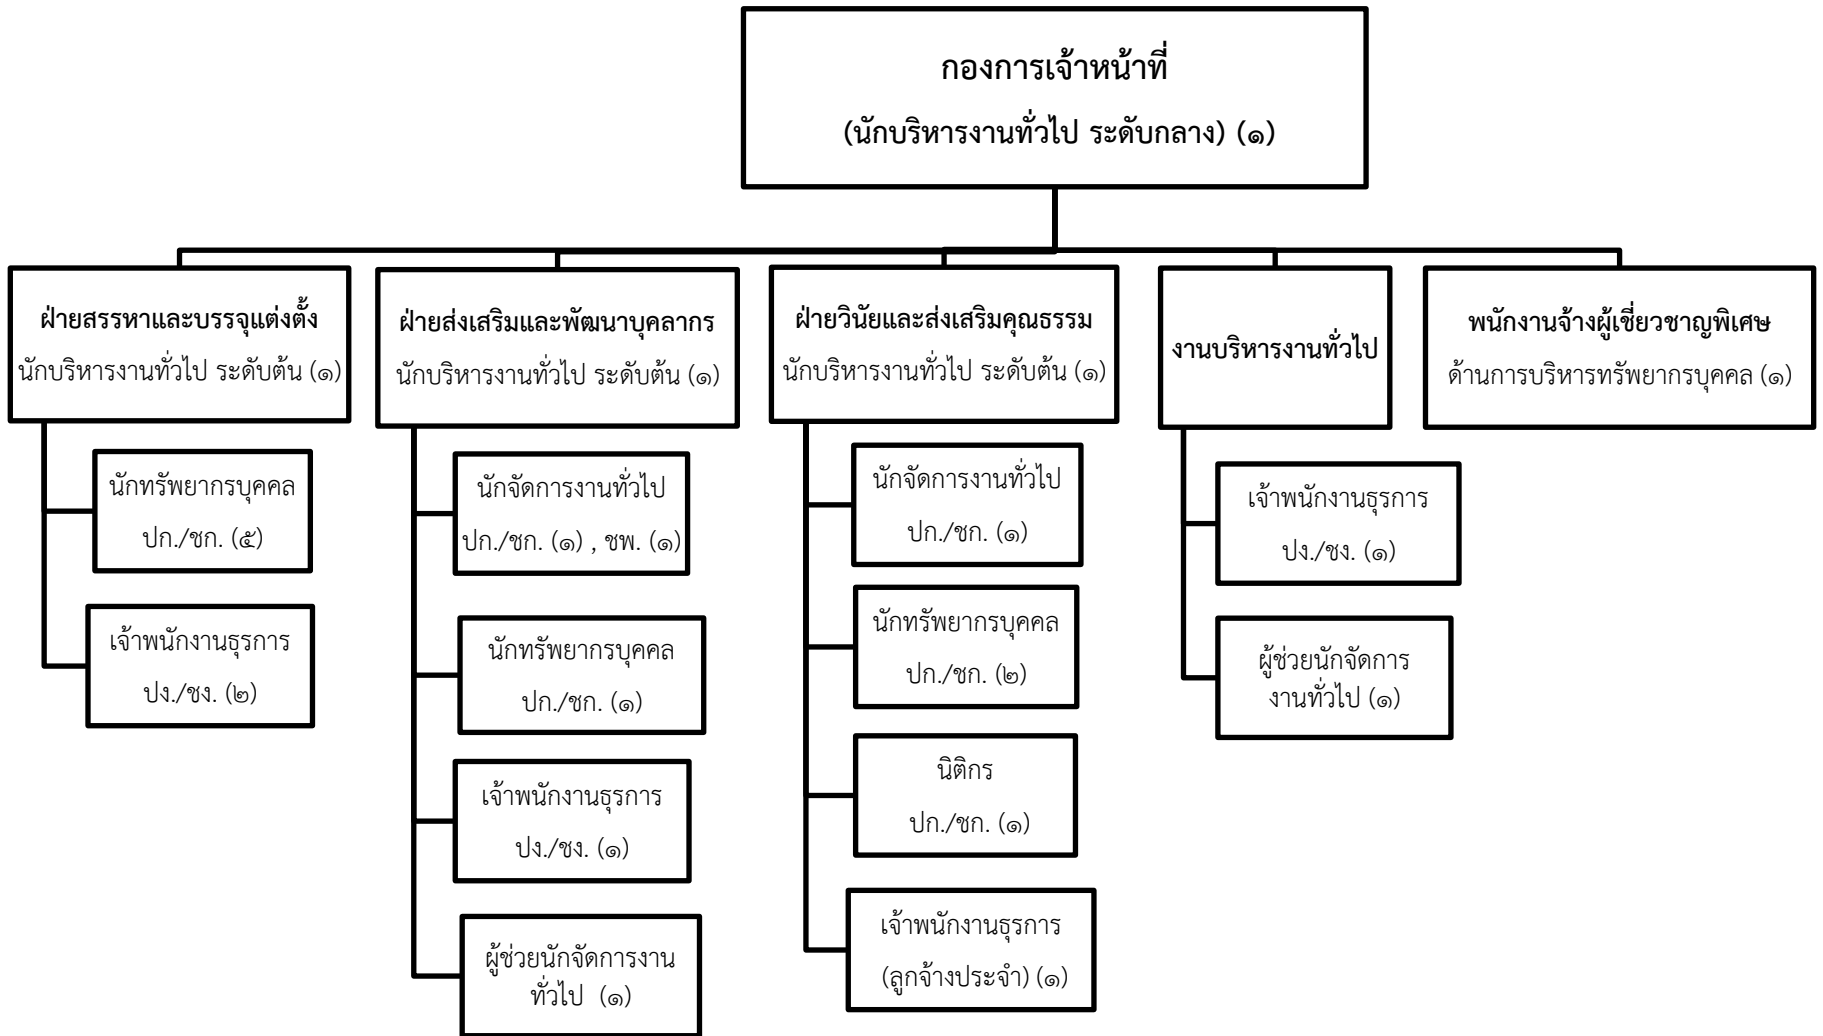 กองการเจ้าหน้าที่
(นักบริหารงานทั่วไป ระดับกลาง) (๑)
ฝ่ายสรรหาและบรรจุแต่งตั้ง
นักบริหารงานทั่วไป ระดับต้น (๑)
นักทรัพยากรบุคคล
ปก./ชก. (๕)
เจ้าพนักงานธุรการ
ปง./ชง. (๒)
ฝ่ายส่งเสริมและพัฒนาบุคลากร
นักบริหารงานทั่วไป ระดับต้น (๑)
นักจัดการงานทั่วไป
ปก./ชก. (๑) , ชพ. (๑)
นักทรัพยากรบุคคล
ปก./ชก. (๑)
เจ้าพนักงานธุรการ
ปง./ชง. (๑)
ผู้ช่วยนักจัดการงาน
ทั่วไป (๑)
ฝ่ายวินัยและส่งเสริมคุณธรรม
นักบริหารงานทั่วไป ระดับต้น (๑)
นักจัดการงานทั่วไป
ปก./ชก. (๑)
นักทรัพยากรบุคคล
ปก./ชก. (๒)
นิติกร
ปก./ชก. (๑)
เจ้าพนักงานธุรการ
(ลูกจ้างประจำ) (๑)
งานบริหารงานทั่วไป
เจ้าพนักงานธุรการ
ปง./ชง. (๑)
ผู้ช่วยนักจัดการ
งานทั่วไป (๑)
พนักงานจ้างผู้เชี่ยวชาญพิเศษ
ด้านการบริหารทรัพยากรบุคคล (๑)